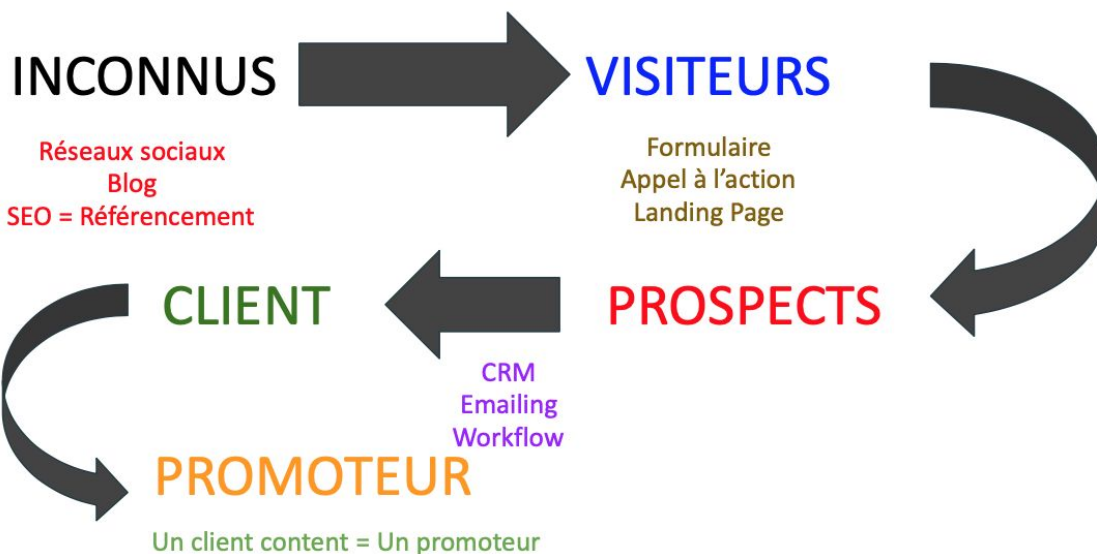 INCONNUS
VISITEURS
Réseaux sociaux
Blog
SEO = Référencement
Formulaire
Appel à l’action
Landing Page
PROSPECTS
CLIENT
CRM
Emailing
Workflow
PROMOTEUR
Un client content = Un promoteur